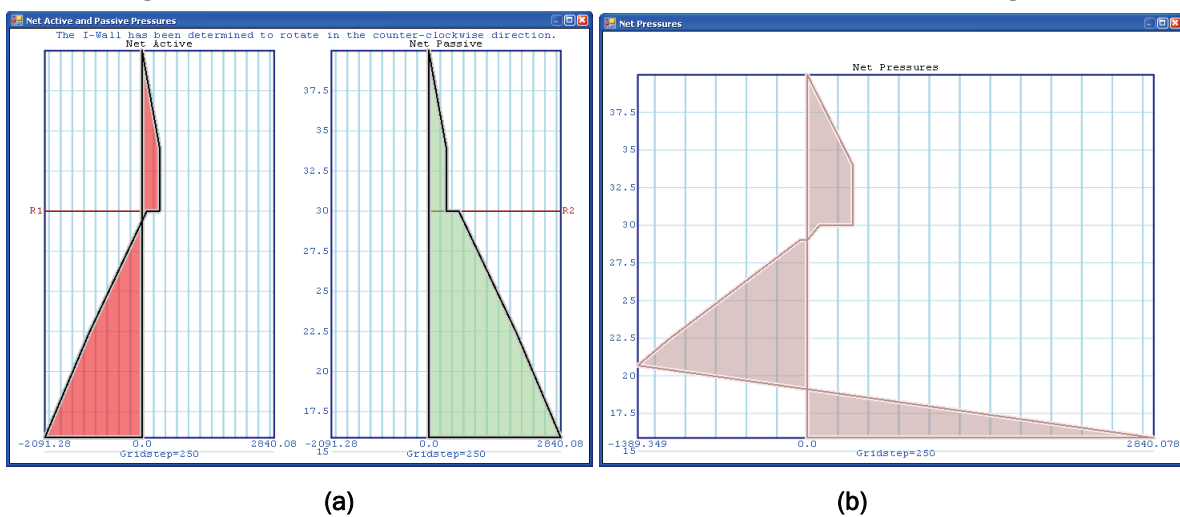 Net Active and Passive Pressures
The I-Wall has been determined to rotate in the counter-clockwise direction.
Net Active
Net Passive
37.5
35
32.5
R1
30
R2
27.5
25
22.5
20
17.5
-2091.28
0.0
2840.08
-2091.28
15
0.0
2840.08
Gridstep=250
Gridstep=250
(a)
Net Pressures
Net Pressures
37.5
35
32.5
30
27.5
25
22.5
20
17.5
-1389.349
15
0.0
2840.078
Gridstep=250
(b)